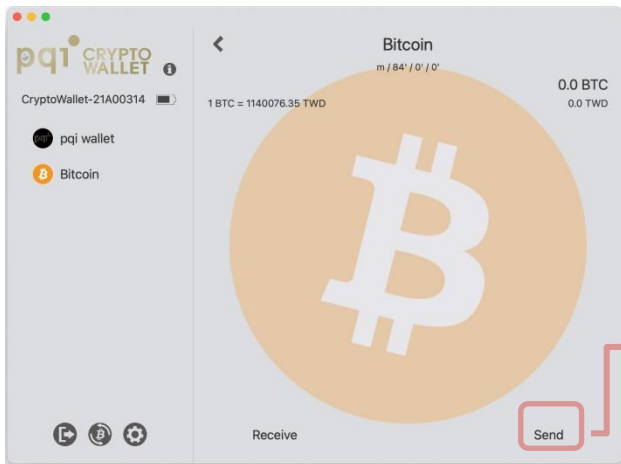 pqi CRYPTO
WALLET
CryptoWallet-21A00314
pqi wallet
Bitcoin
Bitcoin
m / 84' / 0' / 0'
0.0 BTC
1 BTC = 1140076.35 TWD
0.0 TWD
Receive
Send